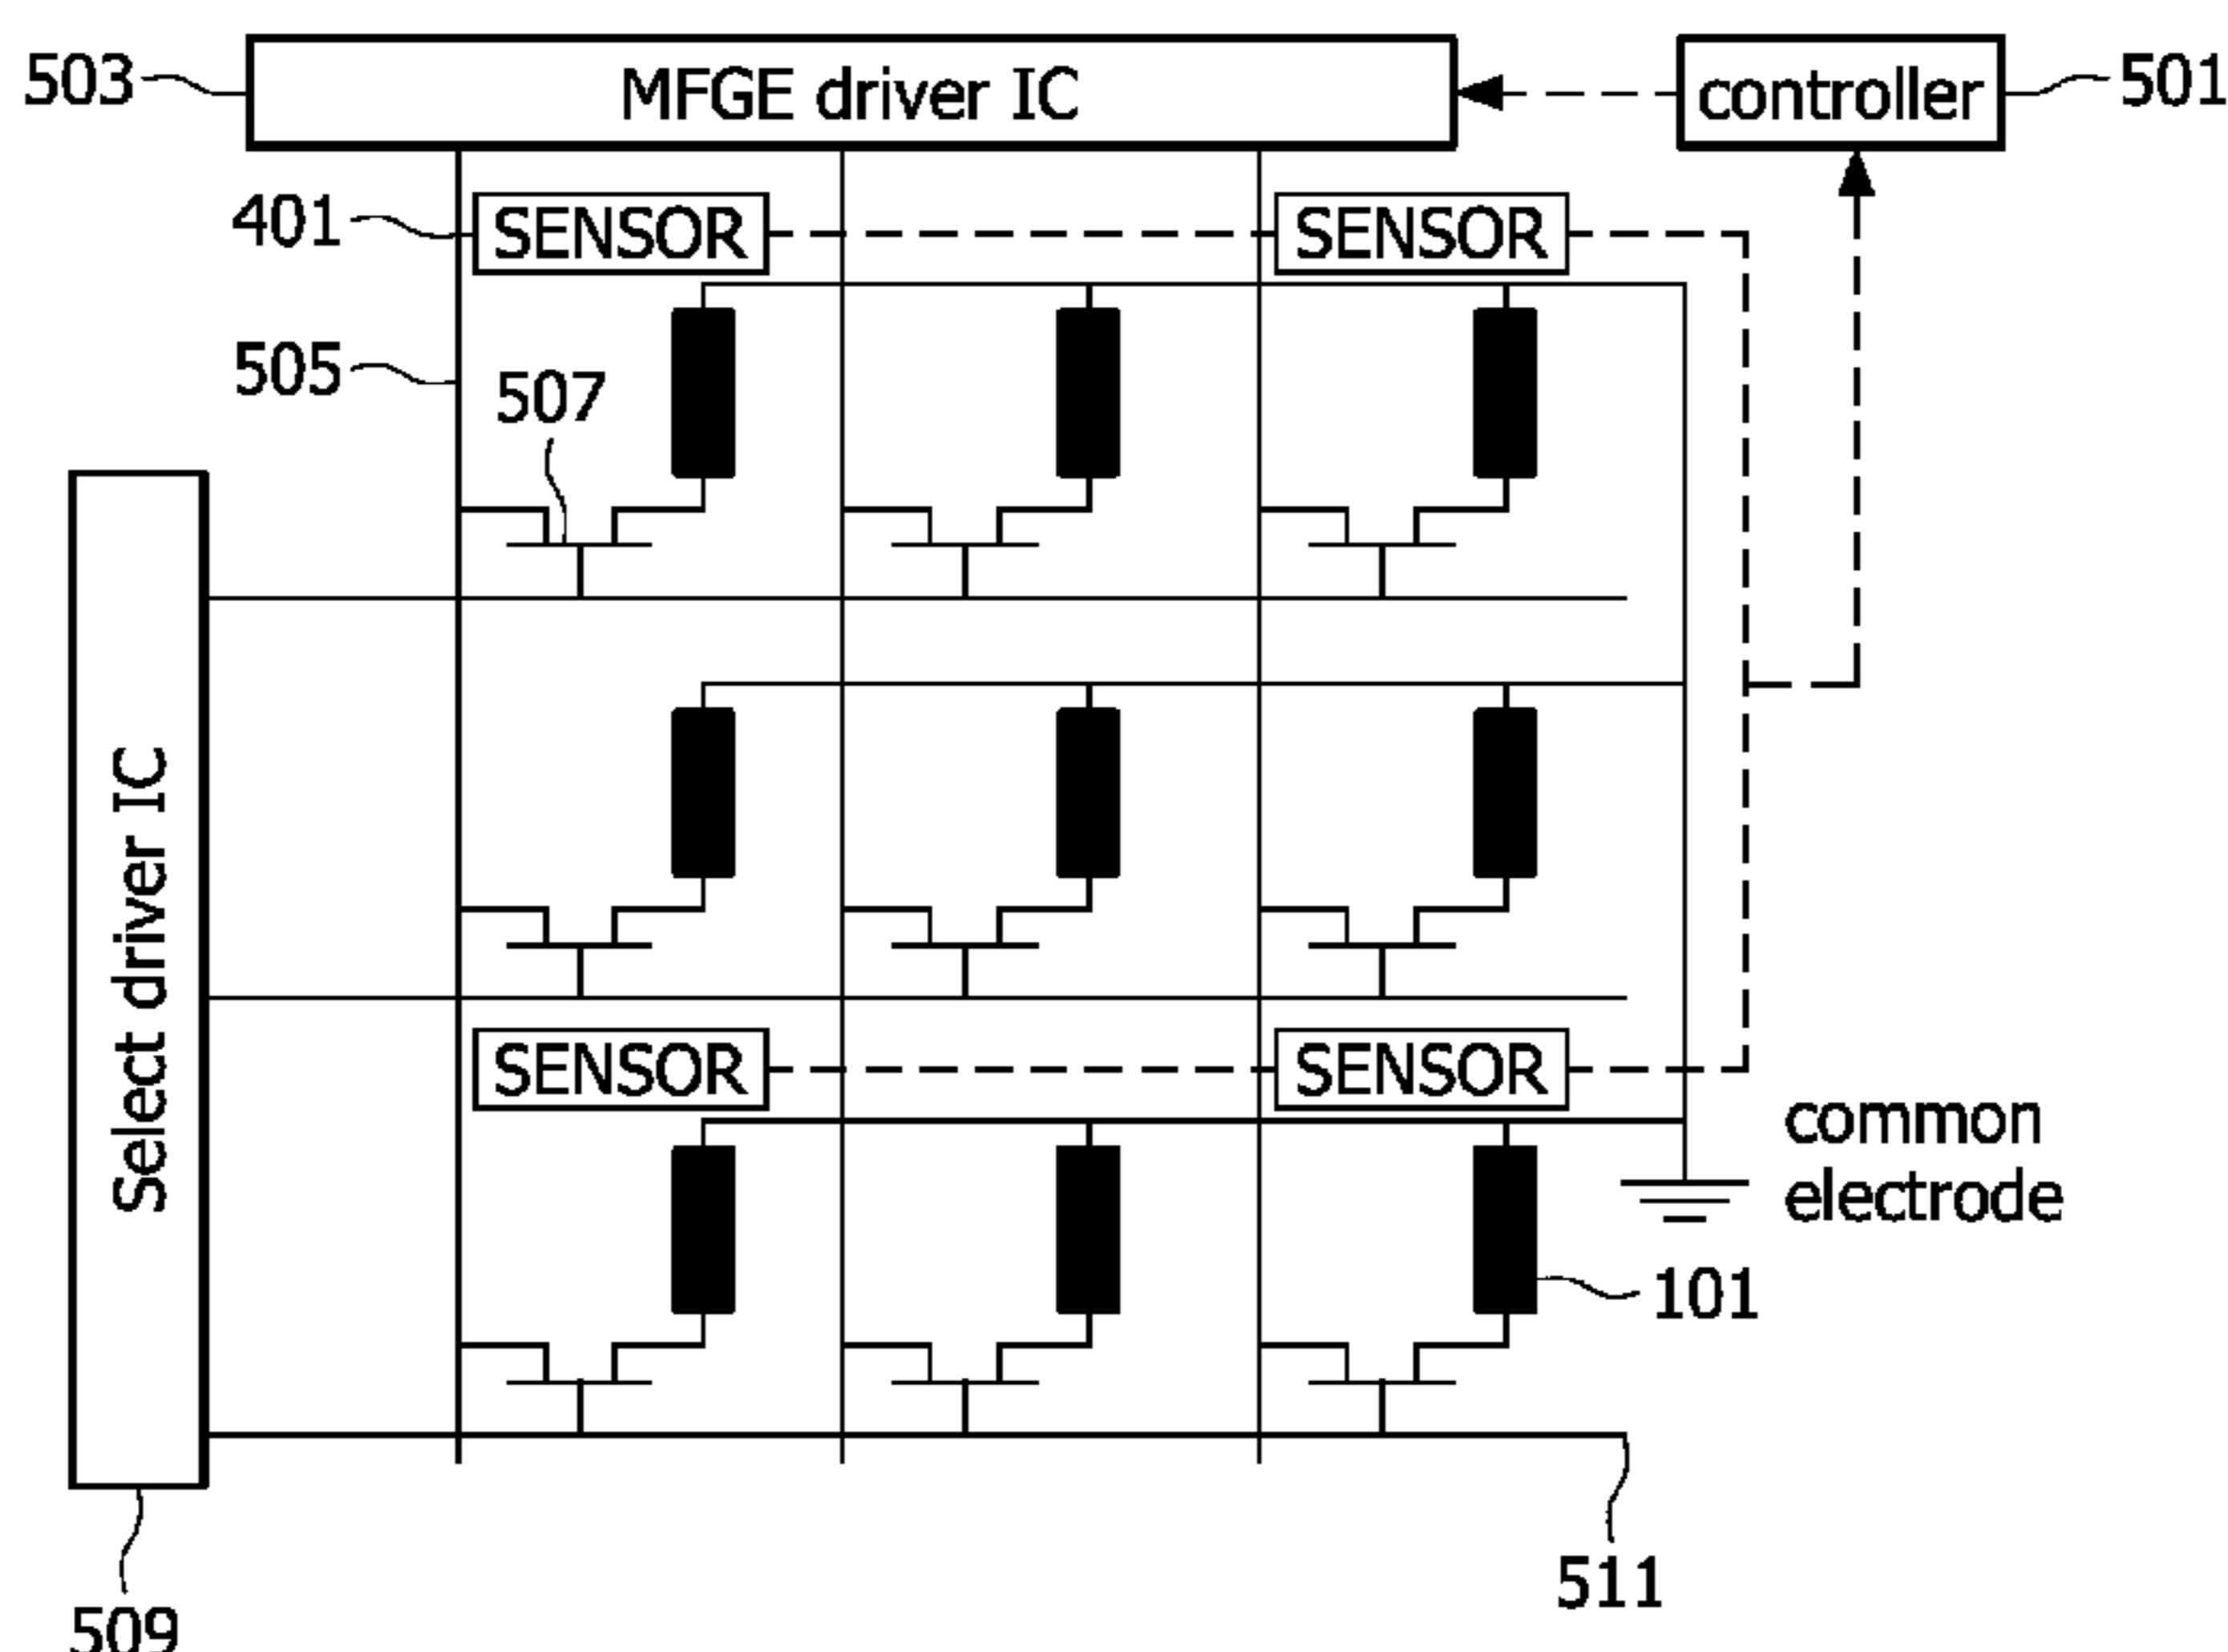 503
MFGE driver IC
controller
501
401
SENSOR
SENSOR
505
507
Select driver IC
SENSOR
SENSOR
common
electrode
101
511
509